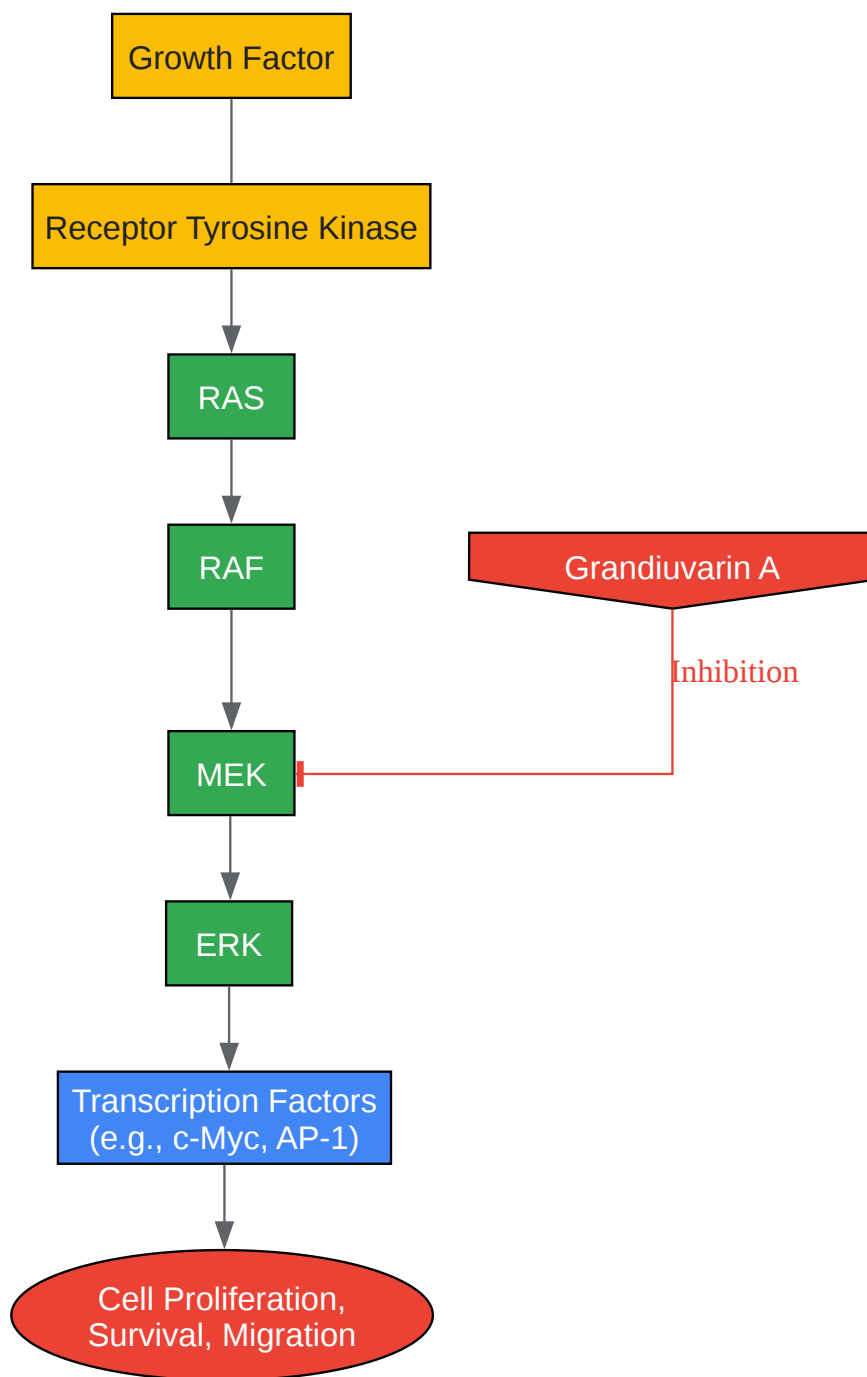 Growth Factor
Receptor Tyrosine Kinase
RAS
RAF
Grandiuvarin A
Inhibition
MEK
ERK
Transcription Factors
(e.g., c-Myc, AP-1)
Cell Proliferation,
Survival, Migration